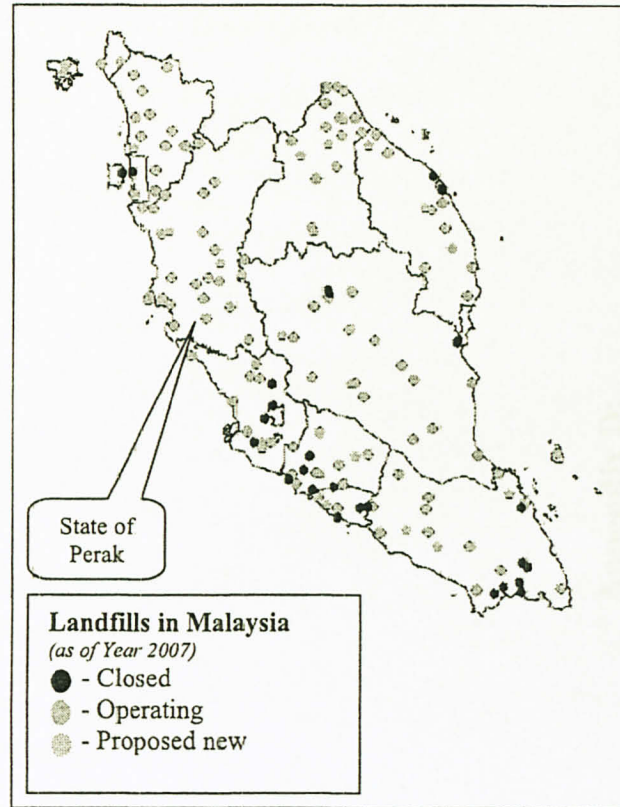 State of
Perak
Landfills in Malaysia
(as of Year 2007)
- Closed
- Operating
- Proposed new